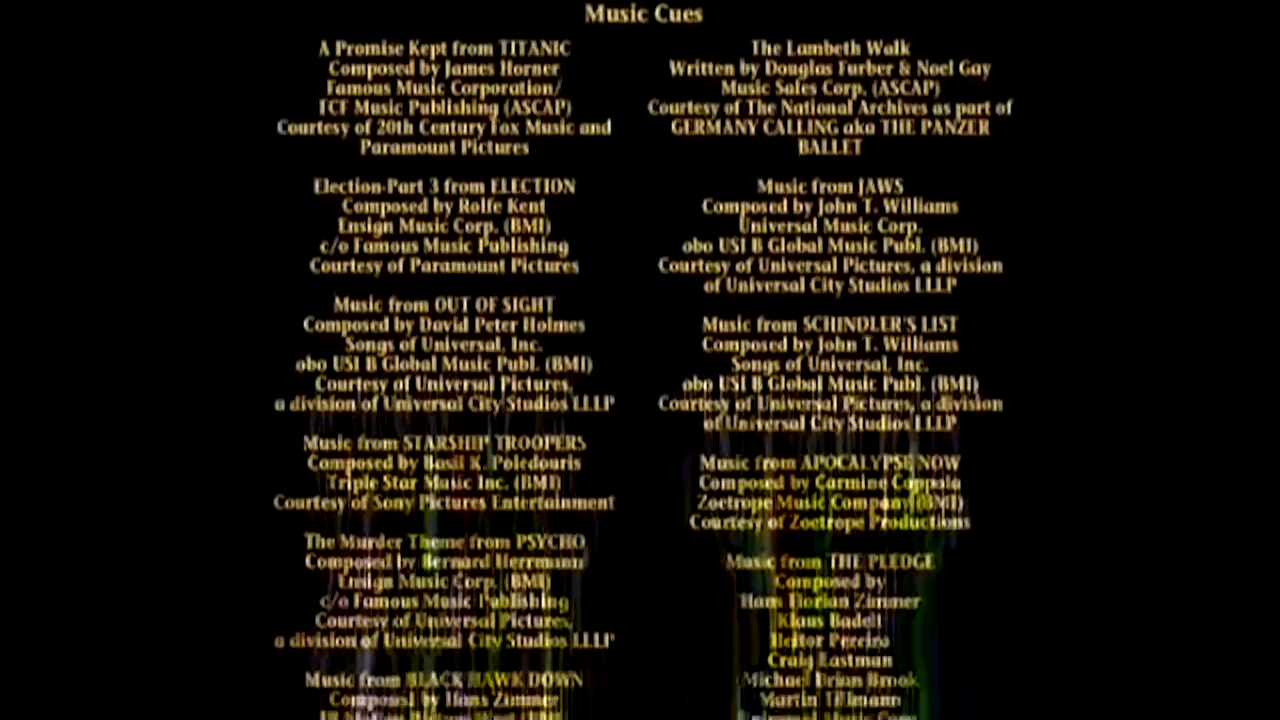 Music Cues
A Promise Kept from TITANIC
Composed by James Horner
Famous Music Corporation/
TCF Music Publishing (ASCAP)
Courtesy of 20th Century Fox Music and
Paramount Pictures
Election-Part 3 from ELECTION
Composed by Rolfe Kent
Ensign Music Corp. (BMI)
c/o Famous Music Publishing
Courtesy of Paramount Pictures
Music from OUT OF SIGHT
Composed by David Peter Holmes
Songs of Universal, Inc.
obo USI B Global Music Publ. (BMI)
Courtesy of Universal Pictures,
a division of Universal City Studios LLLP
Music from STARSHIP TROOPERS
Composed by Basil K. Poledouris
Triple Star Music Inc. (BMI)
Courtesy of Sony Pictures Entertainment
The Murder Theme from PSYCHO
Composed by Bernard Herrmann
Ensign Music Corp. (BMI)
c/o Famous Music Publishing
Courtesy of Universal Pictures,
a division of Universal City Studios LLLP
Music from BLACK HAWK DOWN
Composed by Hans Zimmer
The Lambeth Walk
Written by Douglas Furber & Noel Gay
Music Sales Corp. (ASCAP)
Courtesy of The National Archives as part of
GERMANY CALLING aka THE PANZER
BALLET
Music from JAWS
Composed by John T. Williams
Universal Music Corp.
obo USI B Global Music Publ. (BMI)
Courtesy of Universal Pictures, a division
of Universal City Studios LLLP
Music from SCHINDLER'S LIST
Composed by John T. Williams
Songs of Universal, Inc.
obo USI B Global Music Publ. (BMI)
Courtesy of Universal Pictures, a division
of Universal City Studios LLLP
Music from APOCALYPSE NOW
Composed by Carmine Coppola
Zoetrope Music Company (BMI)
Courtesy of Zoetrope Productions
Music from THE PLEDGE
Composed by
Hans Florian Zimmer
Klaus Badelt
Heitor Pereira
Craig Eastman
Michael Brian Brook
Martin Tillmann